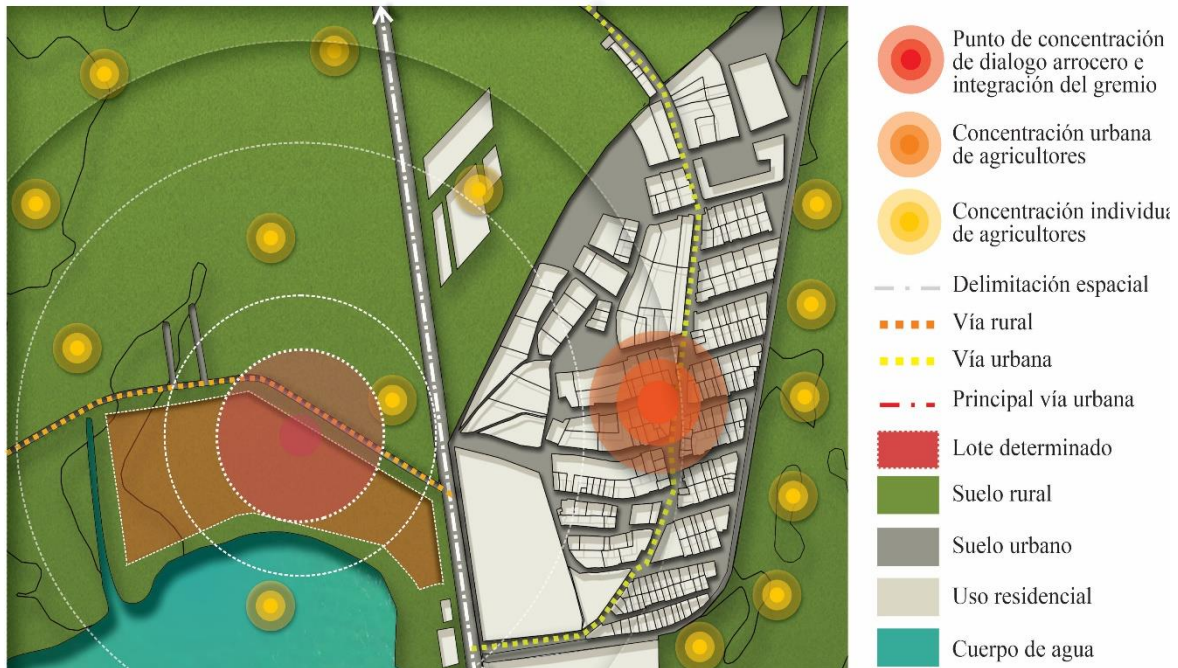 Punto de concentración
de dialogo arrocero e
integración del gremio
Concentración urbana
de agricultores
Concentración individua
de agricultores
Delimitación espacial
Vía rural
Vía urbana
Principal vía urbana
Lote determinado
Suelo rural
Suelo urbano
Uso residencial
Cuerpo de agua